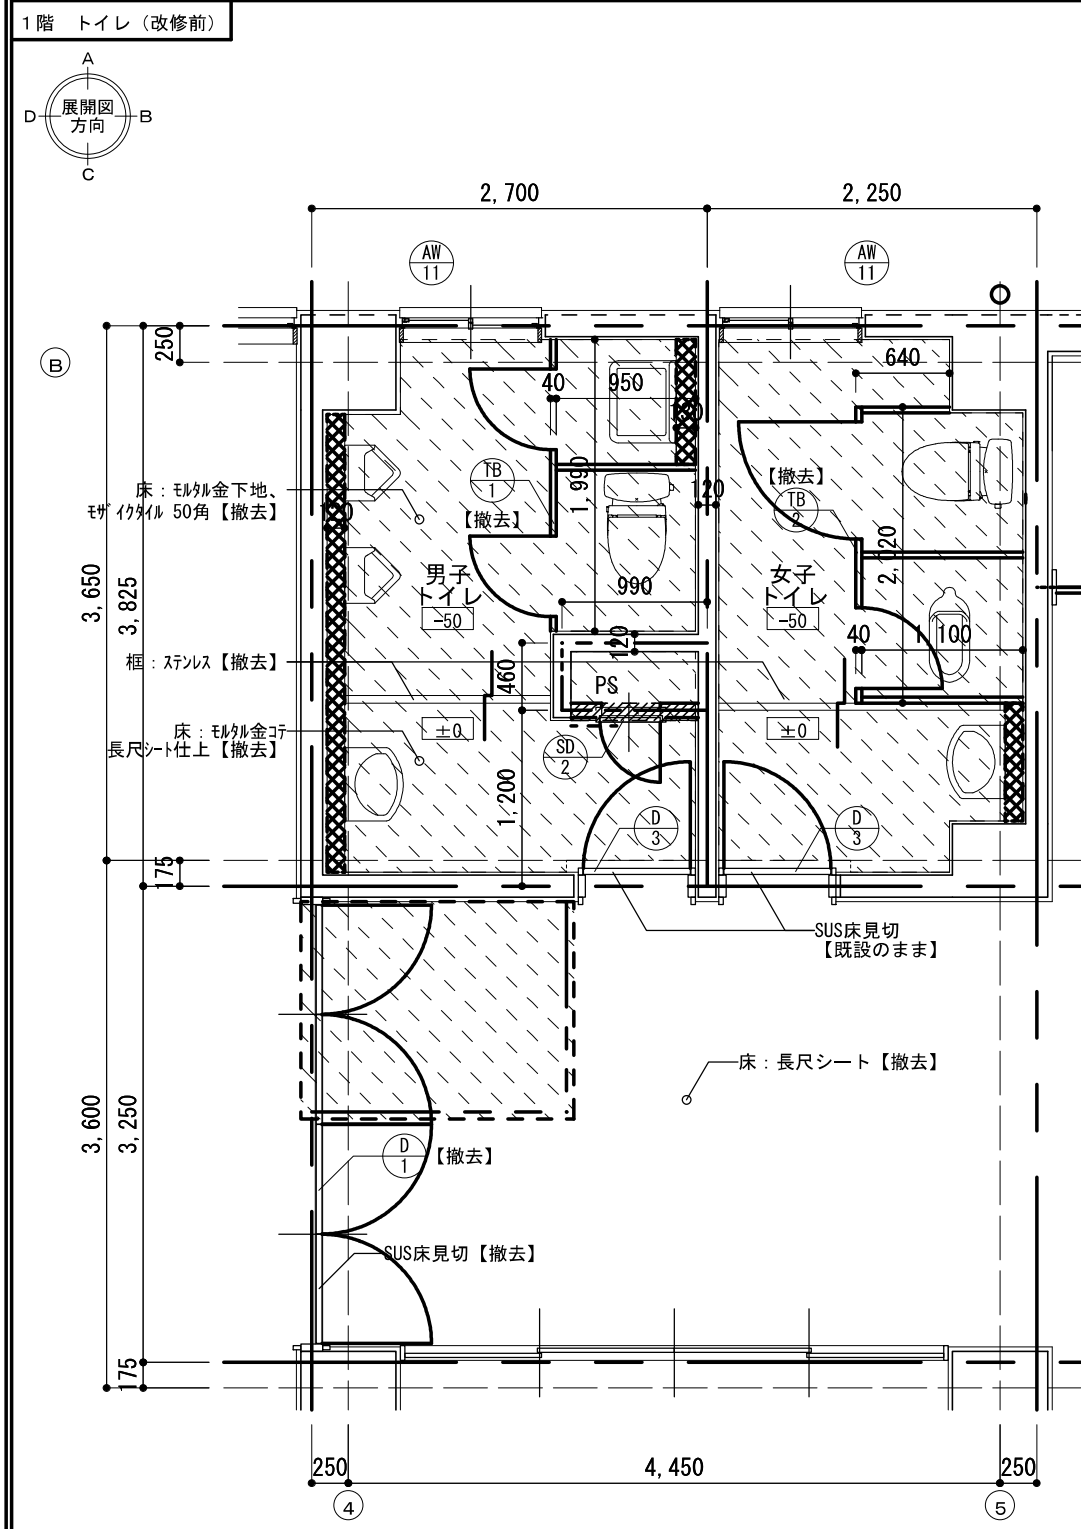 1階 トイレ（改修前）
A
D
展開図
方向
B
C
2,700
2,250
AW
11
AW
11
250
B
640
40
950
TB
1
【撤去】
1,990
120
【撤去】
TB
2
2,020
床：ﾓﾙﾀﾙ金下地、
ﾓｻﾞｲｸﾀｲﾙ 50角【撤去】
3,650
3,825
男子
トイレ
-50
990
女子
トイレ
-50
120
40
1,100
框：ｽﾃﾝﾚｽ【撤去】
460
PS
±0
±0
床：ﾓﾙﾀﾙ金ｺﾃ
長尺ｼｰﾄ仕上【撤去】
SD
2
1,200
D
3
D
3
175
SUS床見切
【既設のまま】
床：長尺シート【撤去】
3,600
3,250
D
1
【撤去】
SUS床見切【撤去】
175
250
4,450
250
4
5